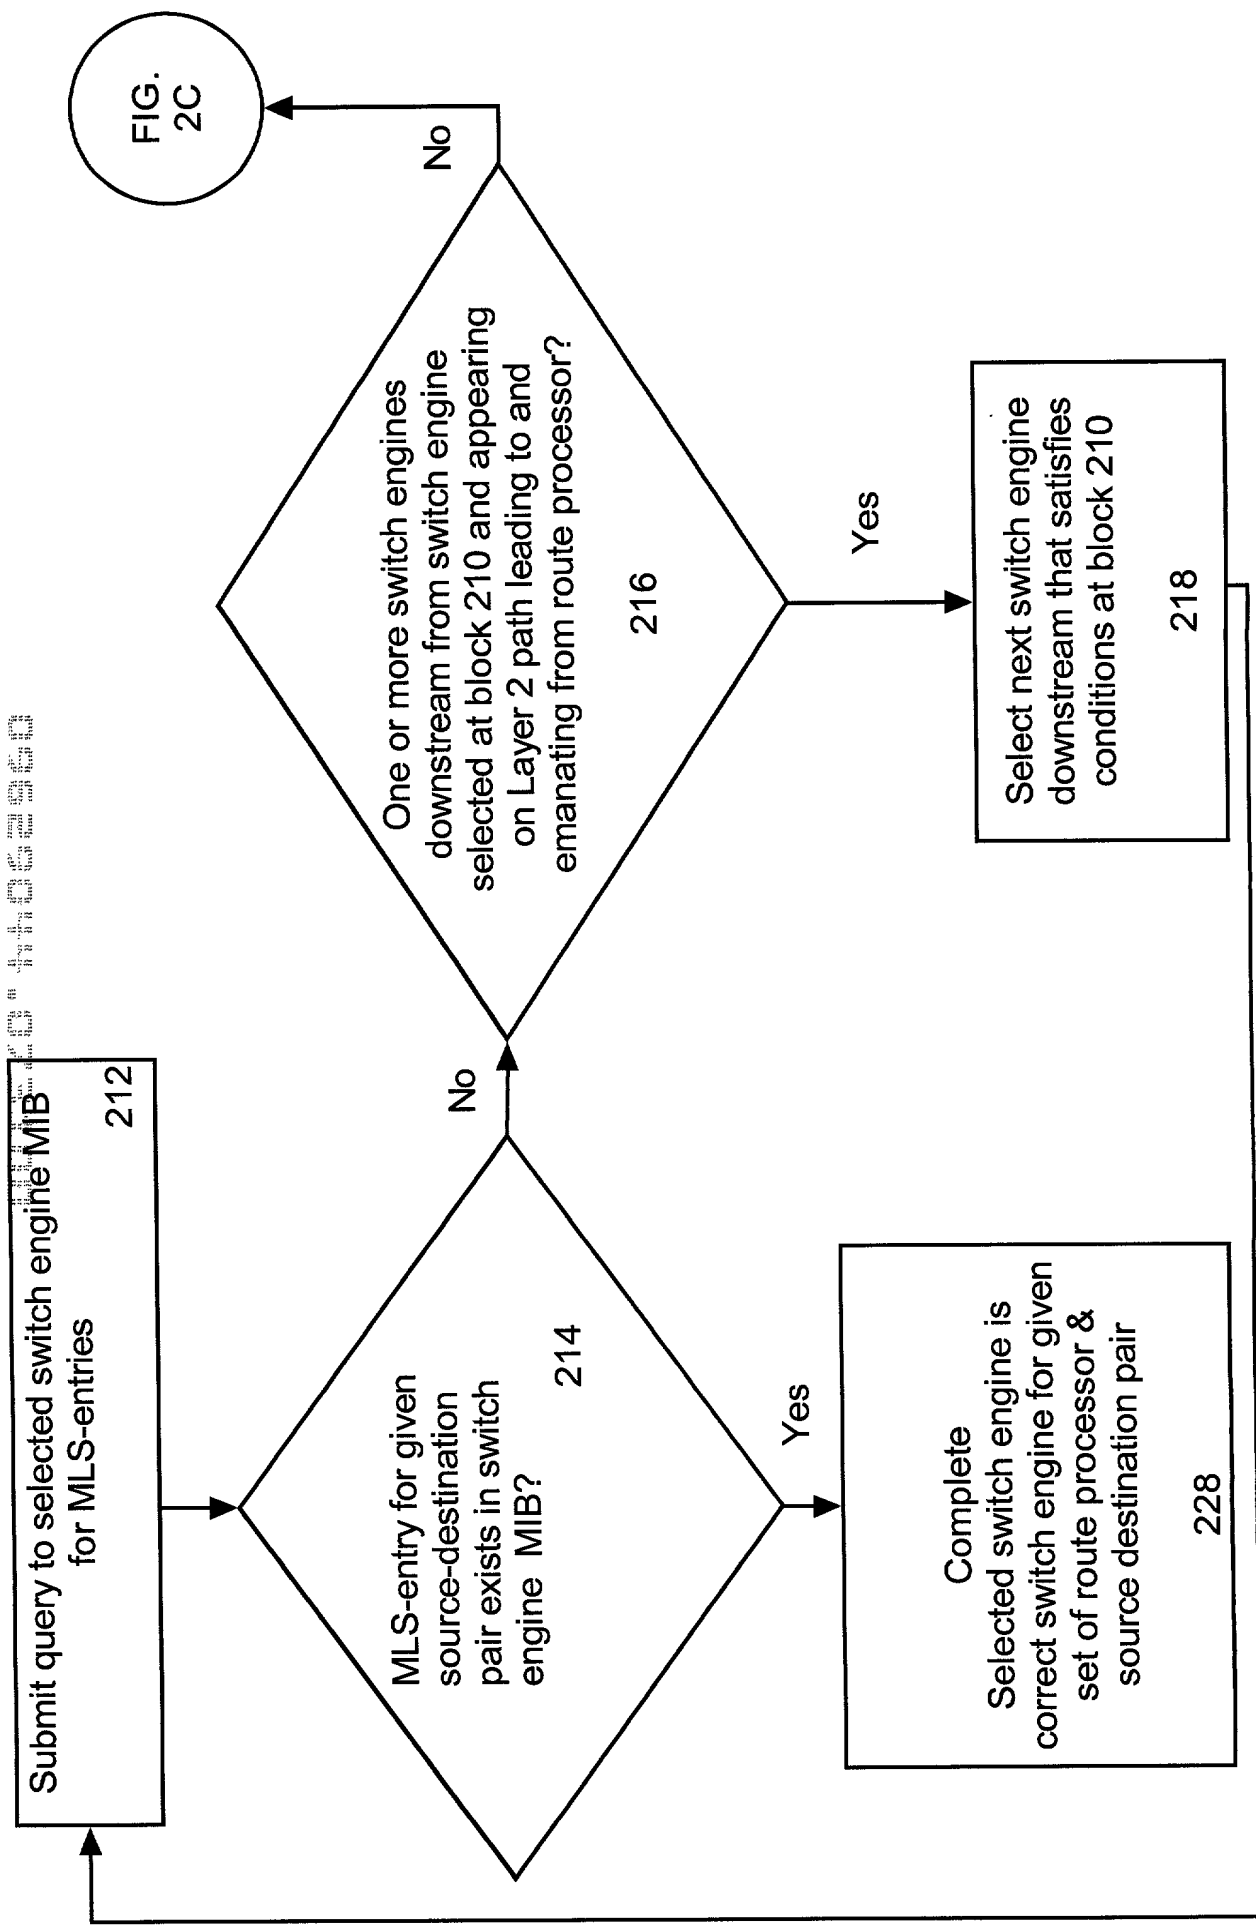 Submit query to selected switch engine MIB
for MLS-entries
212
MLS-entry for given
source-destination
pair exists in switch
engine MIB?
214
No
Yes
Complete
Selected switch engine is
correct switch engine for given
set of route processor &
source destination pair
228
One or more switch engines
downstream from switch engine
selected at block 210 and appearing
on Layer 2 path leading to and
emanating from route processor?
216
No
Yes
Select next switch engine
downstream that satisfies
conditions at block 210
218
FIG.
2C